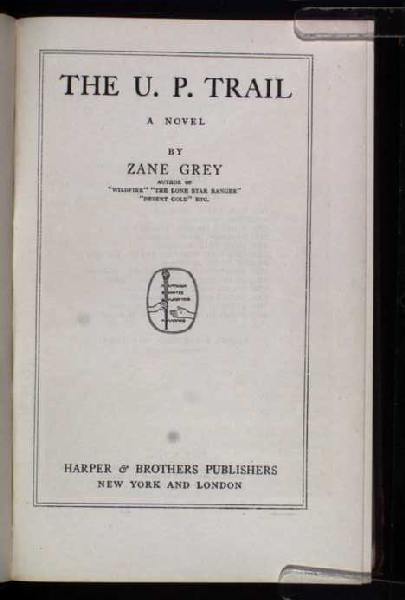 THE U. P. TRAIL
A NOVEL
BY
ZANE GREY
AUTHOR OF
"WILDFIRE" "THE LONE STAR RANGER"
"DESERT GOLD" ETC.
HARPER & BROTHERS PUBLISHERS
NEW YORK AND LONDON